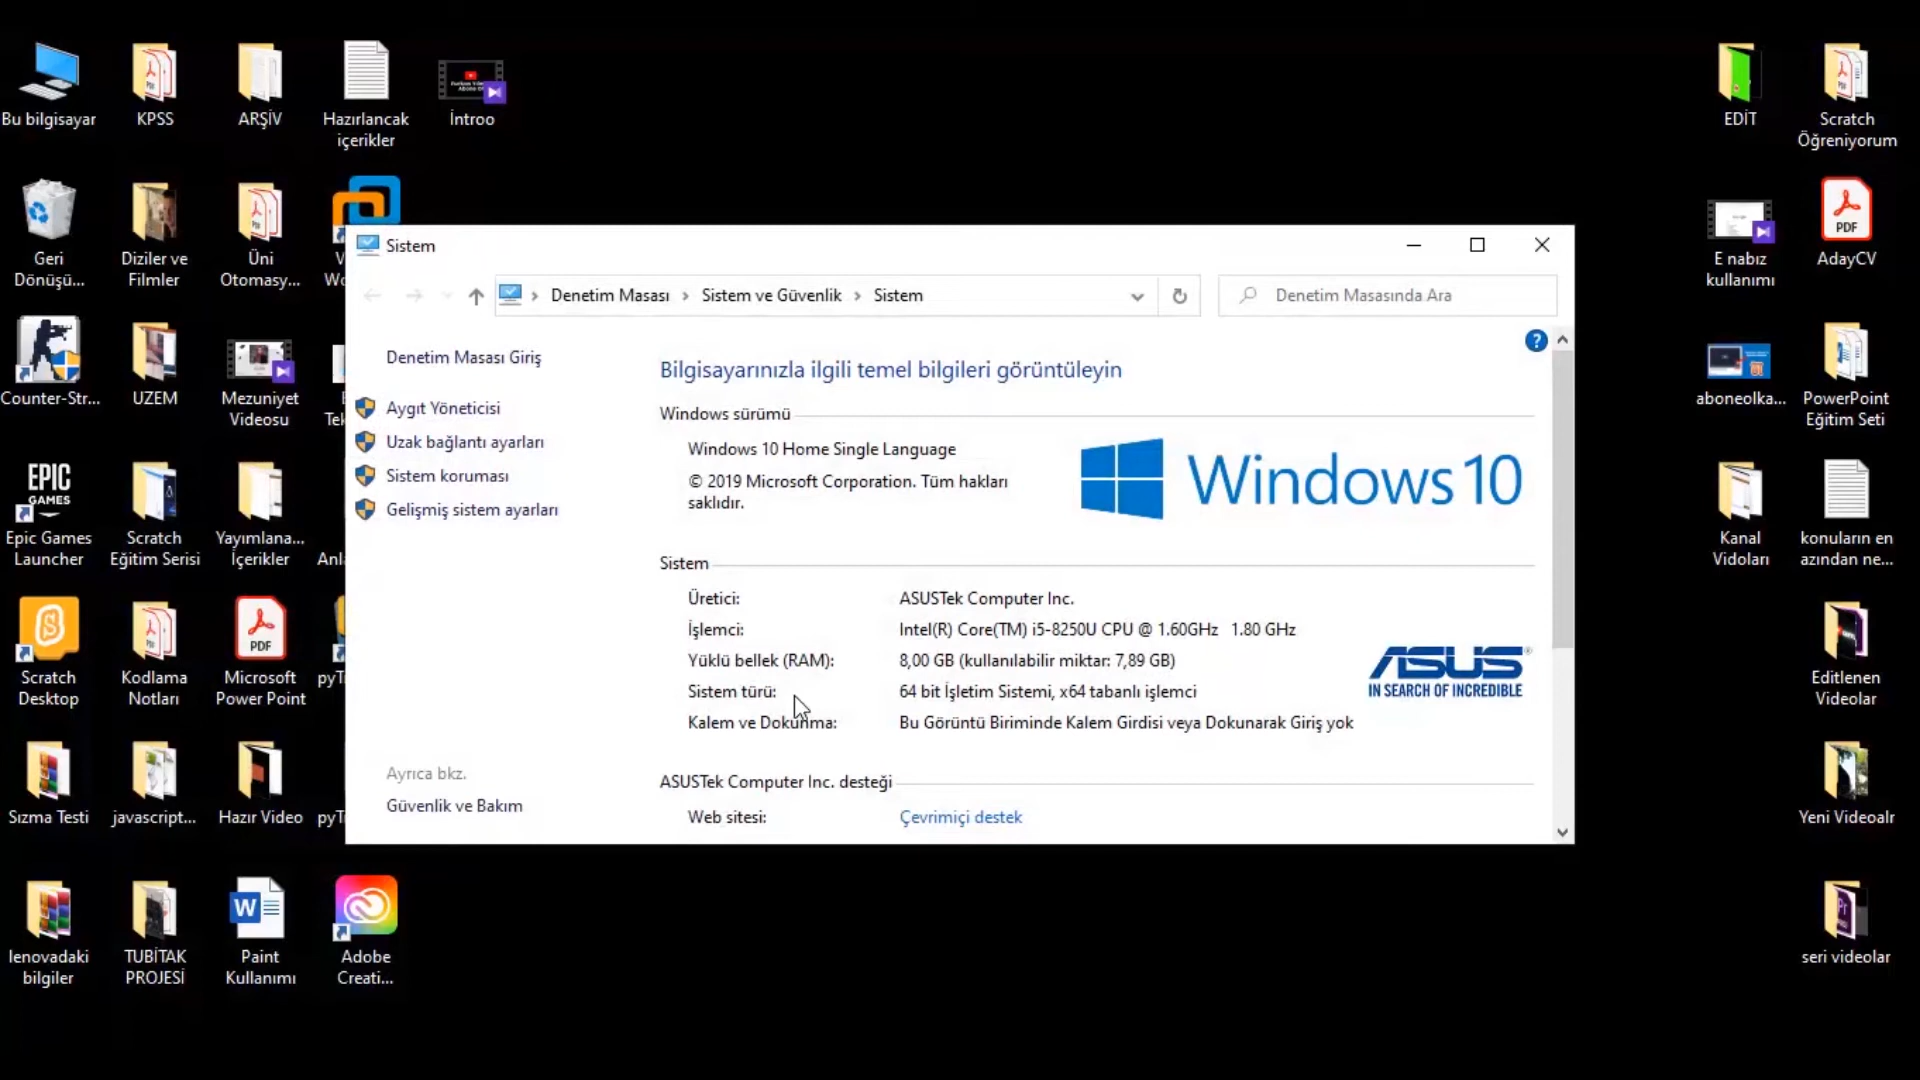 Bu bilgisayar
KPSS
ARŞİV
Hazırlancak
içerikler
İntroo
EDİT
Scratch
Öğreniyorum
Geri
Dönüşü...
Diziler ve
Filmler
Üni
Otomasy...
E nabız
kullanımı
PDF
AdayCV
Counter-Str...
UZEM
Mezuniyet
Videosu
aboneolka...
PowerPoint
Eğitim Seti
EPIC
GAMES
Epic Games
Launcher
Scratch
Eğitim Serisi
Yayımlana...
İçerikler
Kanal
Vidoları
konuların en
azından ne...
Scratch
Desktop
Kodlama
Notları
PDF
Microsoft
Power Point
Editlenen
Videolar
Sızma Testi
javascript...
Hazır Video
Yeni Videoalr
lenovadaki
bilgiler
TUBİTAK
PROJESİ
W
Paint
Kullanımı
Adobe
Creati...
seri videolar
Sistem
Denetim Masası › Sistem ve Güvenlik › Sistem
Denetim Masasında Ara
Denetim Masası Giriş
Aygıt Yöneticisi
Uzak bağlantı ayarları
Sistem koruması
Gelişmiş sistem ayarları
Ayrıca bkz.
Güvenlik ve Bakım
Bilgisayarınızla ilgili temel bilgileri görüntüleyin
Windows sürümü
Windows 10 Home Single Language
© 2019 Microsoft Corporation. Tüm hakları
saklıdır.
Windows 10
Sistem
Üretici: ASUSTek Computer Inc.
İşlemci: Intel(R) Core(TM) i5-8250U CPU @ 1.60GHz 1.80 GHz
Yüklü bellek (RAM): 8,00 GB (kullanılabilir miktar: 7,89 GB)
Sistem türü: 64 bit İşletim Sistemi, x64 tabanlı işlemci
Kalem ve Dokunma: Bu Görüntü Biriminde Kalem Girdisi veya Dokunarak Giriş yok
ASUS
IN SEARCH OF INCREDIBLE
ASUSTek Computer Inc. desteği
Web sitesi: Çevrimiçi destek